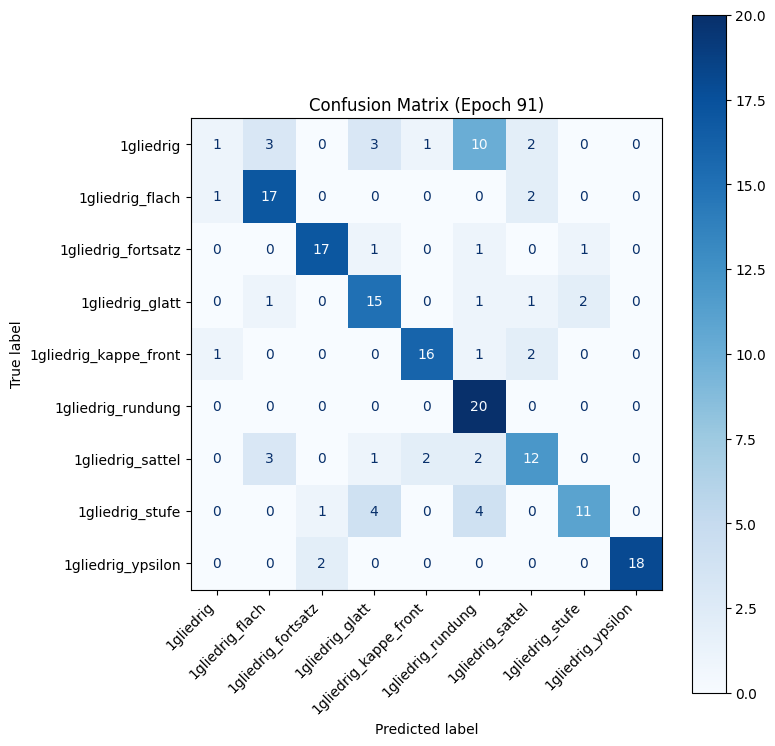 Confusion Matrix (Epoch 91)
True label
1gliedrig 1 3 0 3 1 10 2 0 0
1gliedrig_flach 1 17 0 0 0 0 2 0 0
1gliedrig_fortsatz 0 0 17 1 0 1 0 1 0
1gliedrig_glatt 0 1 0 15 0 1 1 2 0
1gliedrig_kappe_front 1 0 0 0 16 1 2 0 0
1gliedrig_rundung 0 0 0 0 0 20 0 0 0
1gliedrig_sattel 0 3 0 1 2 2 12 0 0
1gliedrig_stufe 0 0 1 4 0 4 0 11 0
1gliedrig_ypsilon 0 0 2 0 0 0 0 0 18
1gliedrig
1gliedrig_flach
1gliedrig_fortsatz
1gliedrig_glatt
1gliedrig_kappe_front
1gliedrig_rundung
1gliedrig_sattel
1gliedrig_stufe
1gliedrig_ypsilon
Predicted label
20.0
17.5
15.0
12.5
10.0
7.5
5.0
2.5
0.0